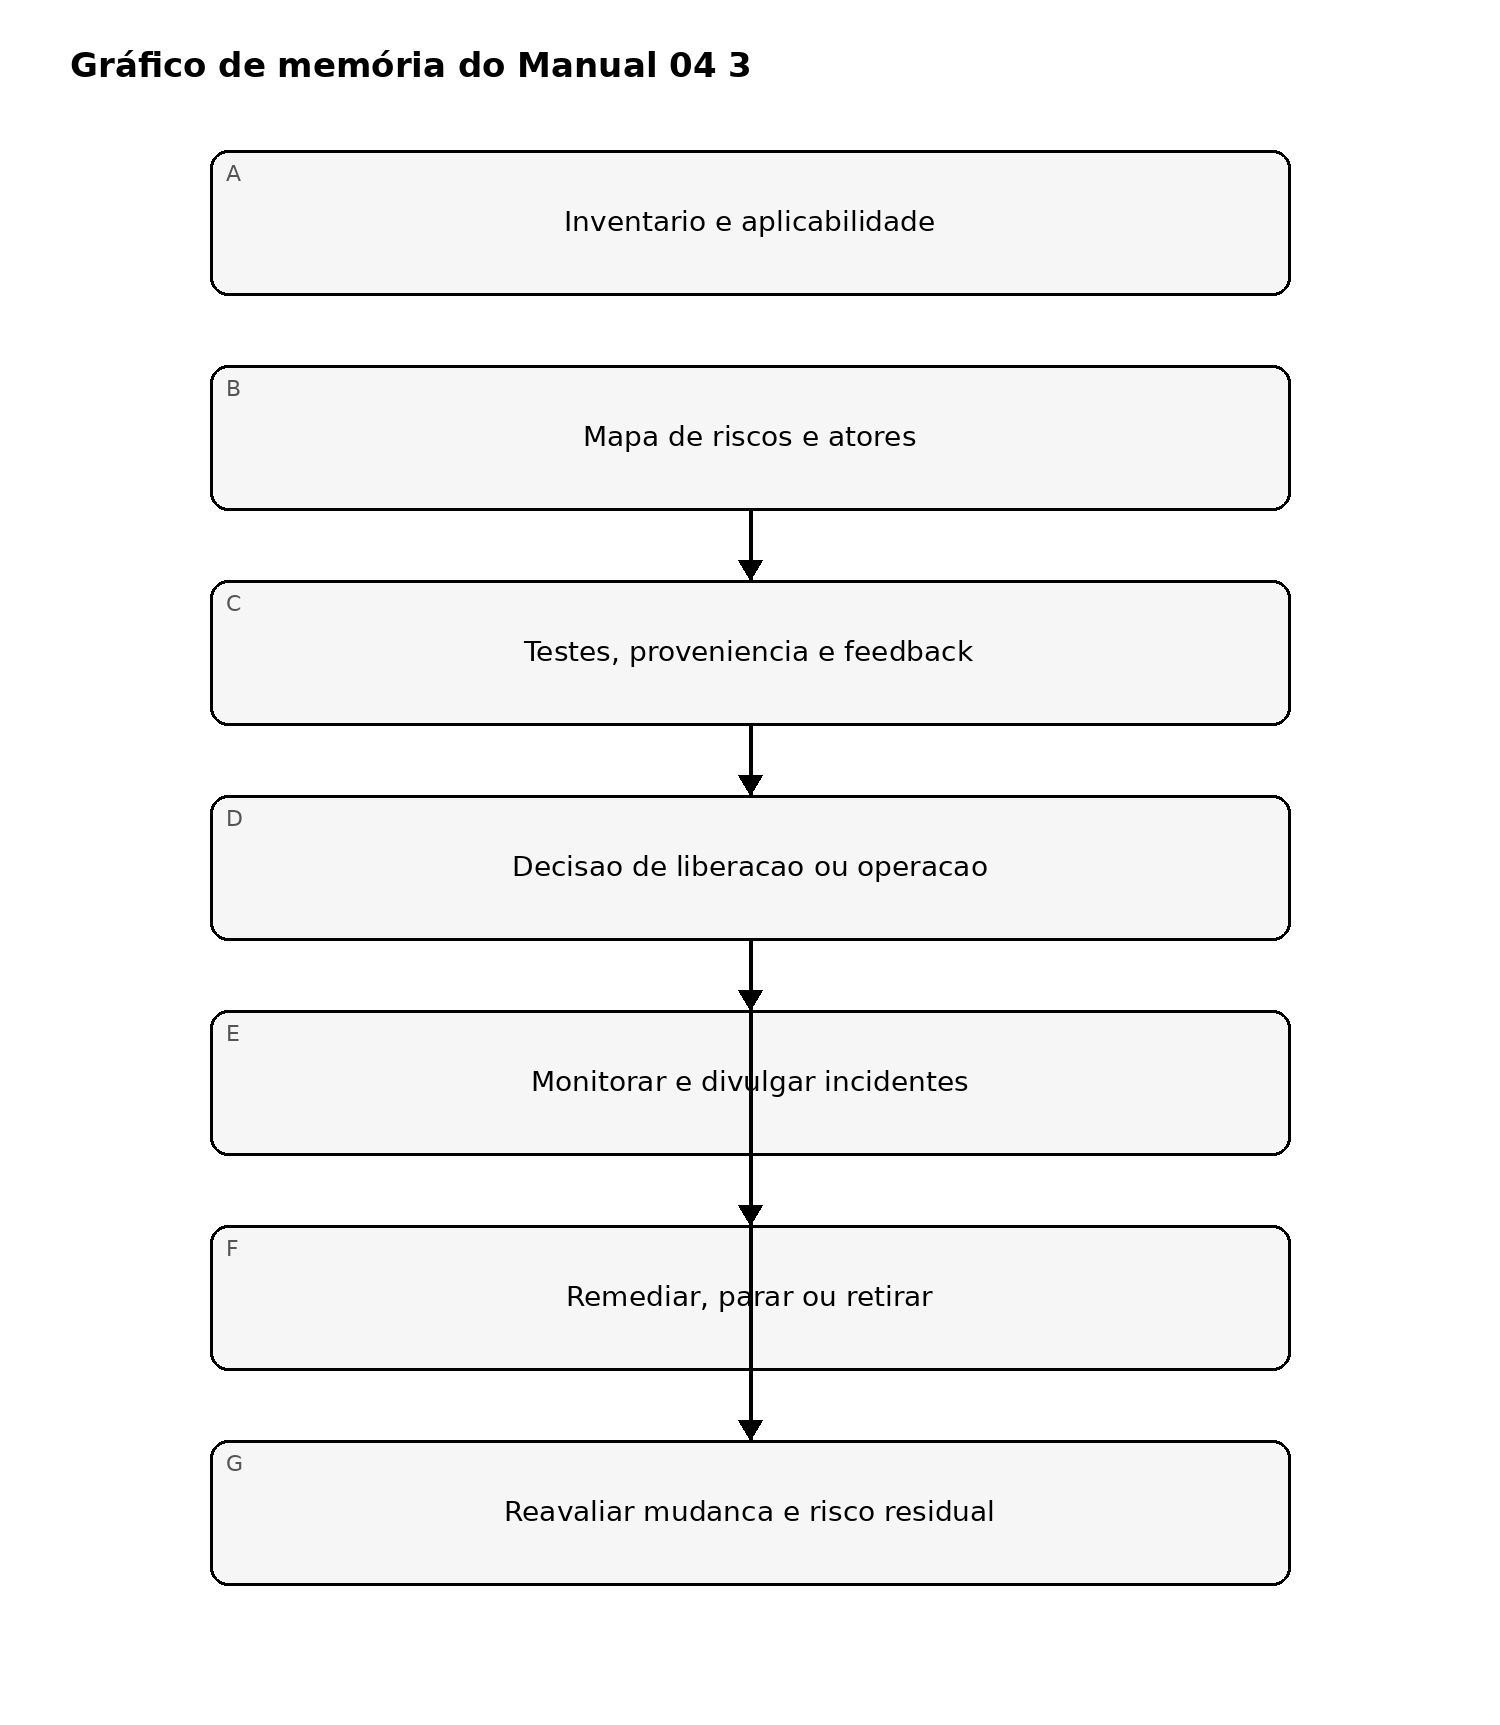 Gráfico de memória do Manual 04 3
A
Inventario e aplicabilidade
B
Mapa de riscos e atores
C
Testes, proveniencia e feedback
D
Decisao de liberacao ou operacao
E
Monitorar e divulgar incidentes
F
Remediar, parar ou retirar
G
Reavaliar mudanca e risco residual